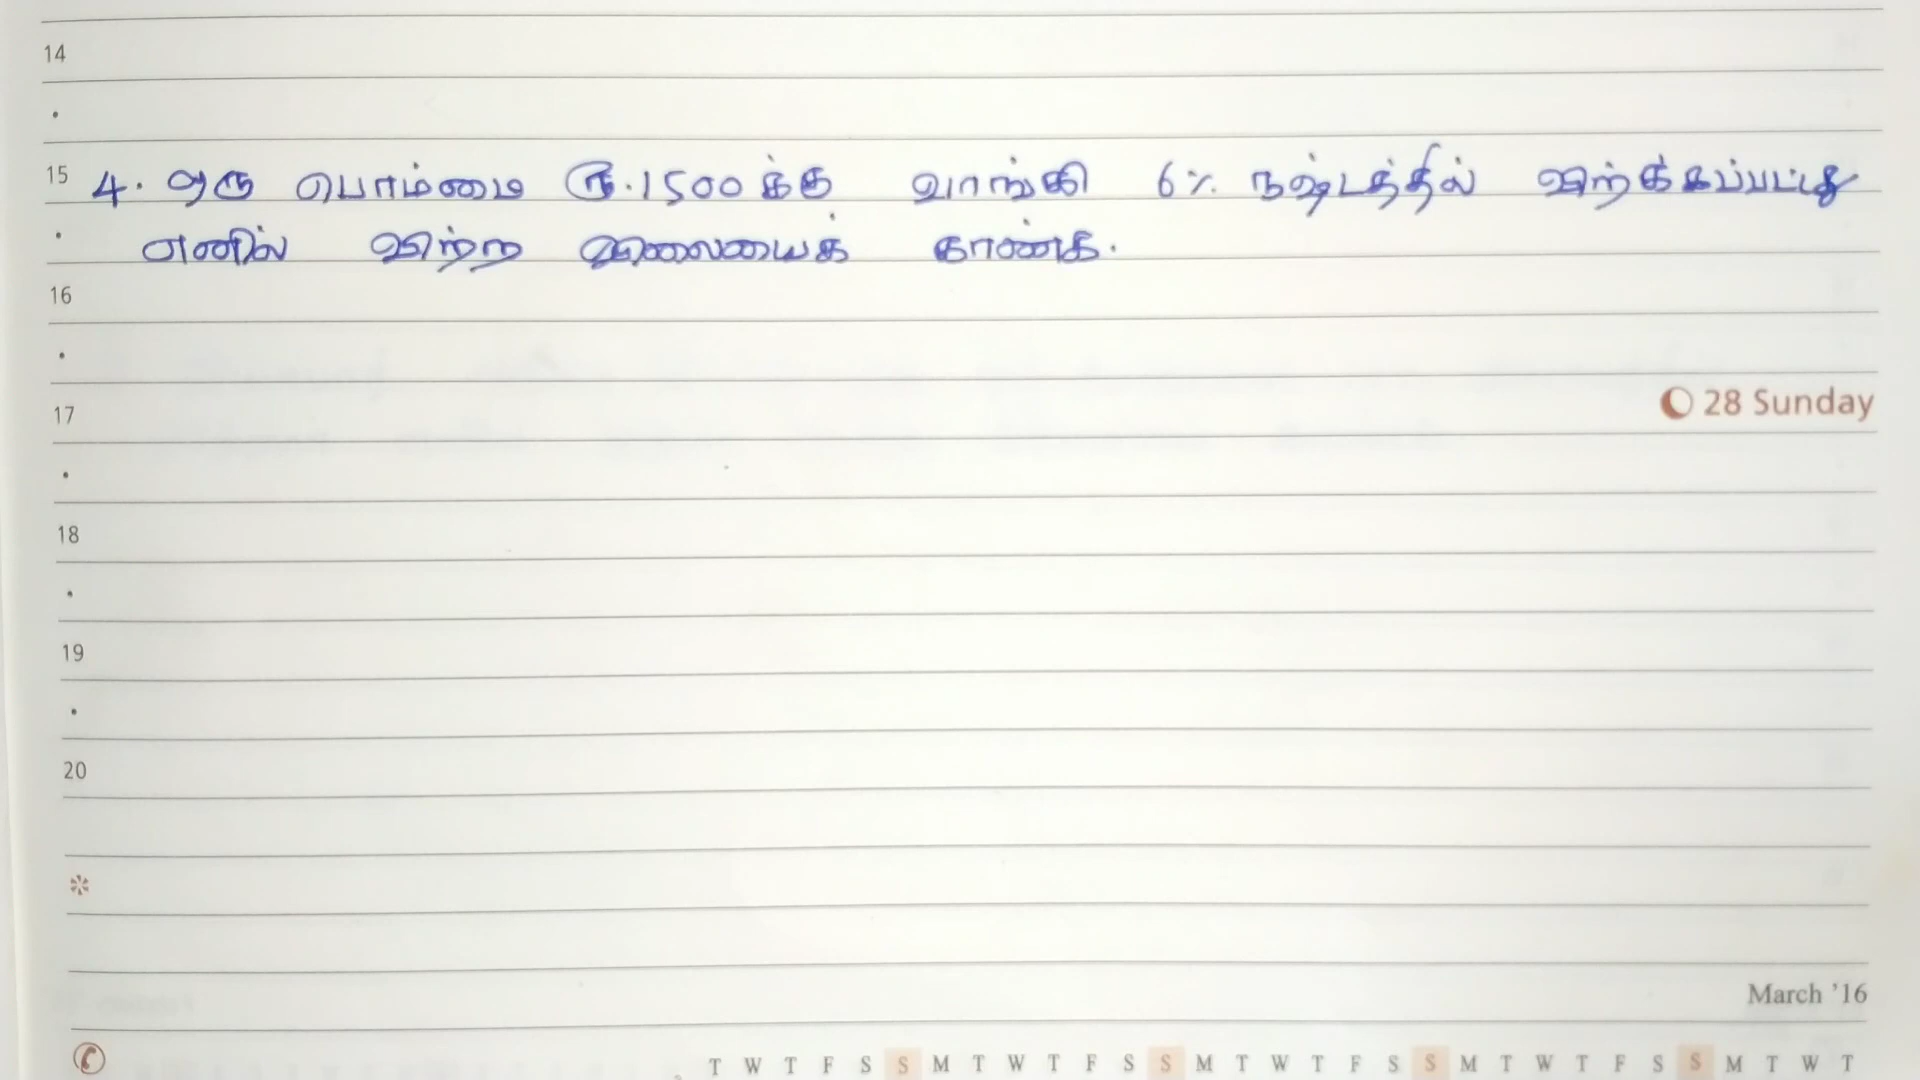 14
15 4. ஒரு பொம்மை ரூ.1500க்கு வாங்கி 6% நஷ்டத்தில் விற்க்கப்பட்டது
எனில் விற்ற விலையைக் காண்க.
16
17
28 Sunday
18
19
20
March '16
T W T F S S M T W T F S S M T W T F S S M T W T F S S M T W T